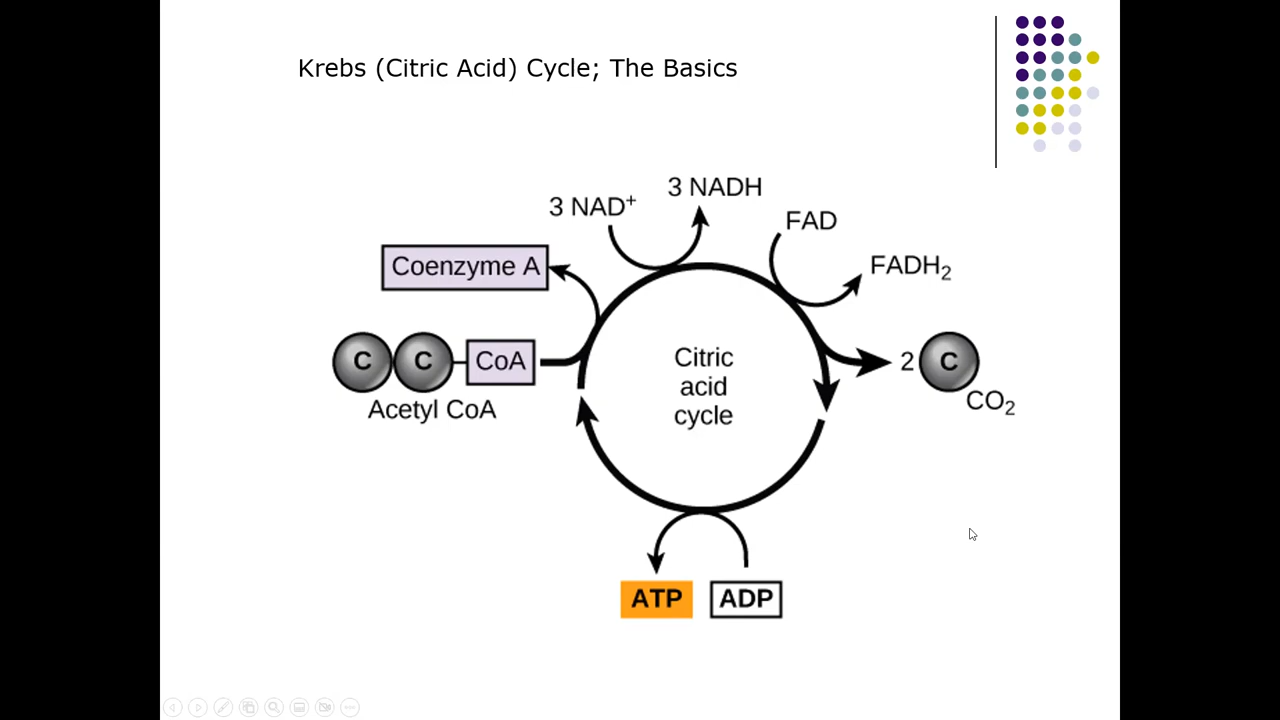 Krebs (Citric Acid) Cycle; The Basics
3 NAD⁺
3 NADH
FAD
FADH₂
Coenzyme A
C
C
CoA
Acetyl CoA
Citric
acid
cycle
2
C
CO₂
ATP
ADP